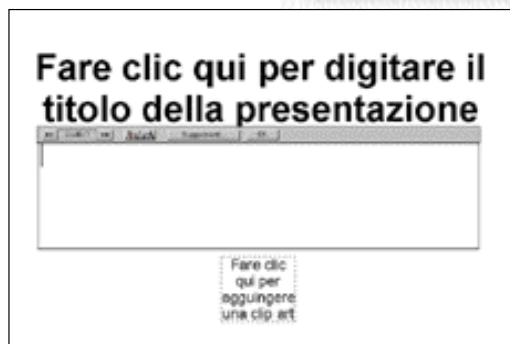 Fare clic qui per digitare il
titolo della presentazione
Fare clic
qui per
aggiungere
una clip art